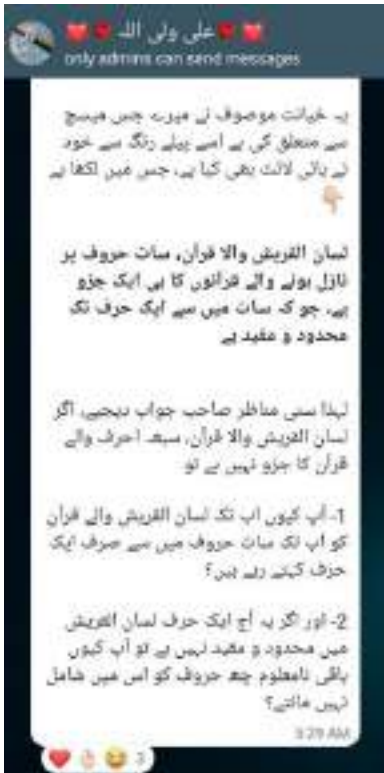 ❤️🌹علی ولی اللہ🌹❤️
only admins can send messages
یہ خیانت موصوف نے میرے جس میسج
سے متعلق کی ہے اسے پیلے رنگ سے خود
نے ہائی لائٹ بھی کیا ہے، جس میں لکھا ہے
👇🏻
لسان القریش والا قرآن، سات حروف پر
نازل ہونے والے قرآنوں کا ہی ایک جزو
ہے، جو کہ سات میں سے ایک حرف تک
محدود و مقید ہے
لہذا سنی مناظر صاحب جواب دیجیے، اگر
لسان القریش والا قرآن، سبعہ احرف والے
قرآن کا جزو نہیں ہے تو
1۔ آپ کیوں اب تک لسان القریش والے قرآن
کو اب تک سات حروف میں سے صرف ایک
حرف کہتے رہے ہیں؟
2۔ اور اگر یہ آج ایک حرف لسان القریش
میں محدود و مقید نہیں ہے تو آپ کیوں
باقی نامعلوم چھ حروف کو اس میں شامل
نہیں مانتے؟
3:29 AM
❤️👌🏻😂 3